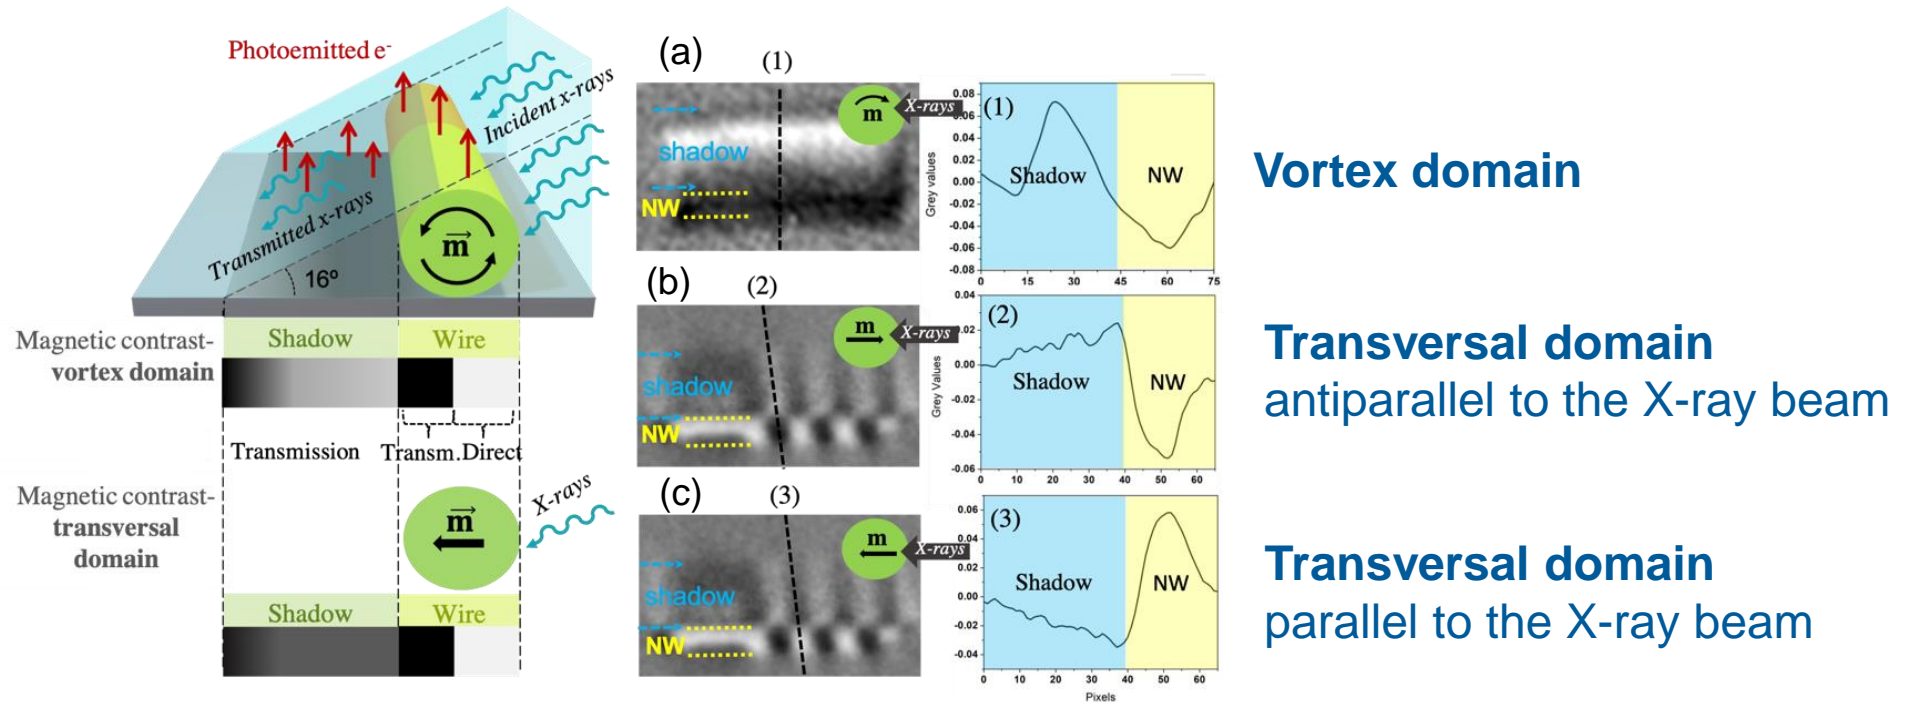 Photoemitted e-
Incident x-rays
Transmitted x-rays
16º
m
Magnetic contrast-
vortex domain
Shadow
Wire
Transmission
Transm.
Direct
Magnetic contrast-
transversal
domain
m
X-rays
Shadow
Wire
(a)
(1)
m
X-rays
shadow
NW
(b)
(2)
m
X-rays
shadow
NW
(c)
(3)
m
X-rays
shadow
NW
(1)
Shadow
NW
Grey values
0.08
0.06
0.04
0.02
0.00
-0.02
-0.04
-0.06
-0.08
0
15
30
45
60
75
(2)
Shadow
NW
Grey Values
0.04
0.02
0.00
-0.02
-0.04
-0.06
0
10
20
30
40
50
60
(3)
Shadow
NW
0.06
0.04
0.02
0.00
-0.02
-0.04
0
10
20
30
40
50
60
Pixels
Vortex domain
Transversal domain
antiparallel to the X-ray beam
Transversal domain
parallel to the X-ray beam